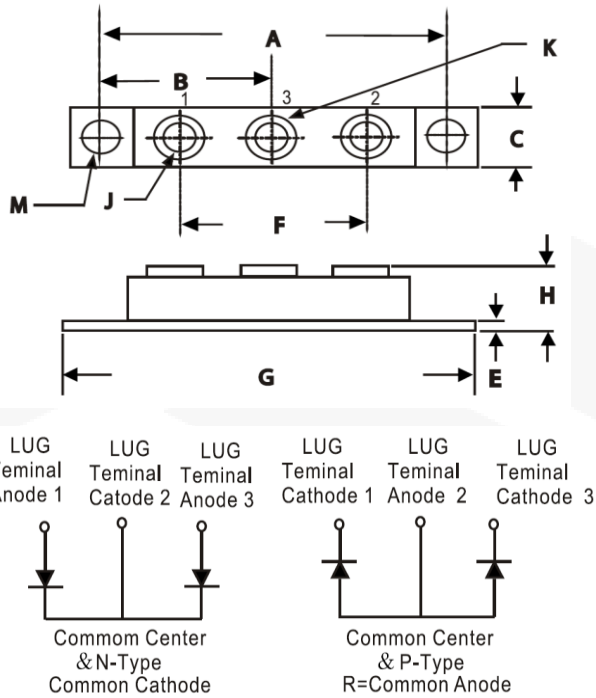 A
K
B
1
3
2
C
M
J
F
H
G
E
LUG
Teminal
Anode 1
LUG
Teminal
Catode 2
LUG
Teminal
Anode 3
LUG
Teminal
Cathode 1
LUG
Teminal
Anode 2
LUG
Teminal
Cathode 3
Commom Center
& N-Type
Common Cathode
Common Center
& P-Type
R=Common Anode